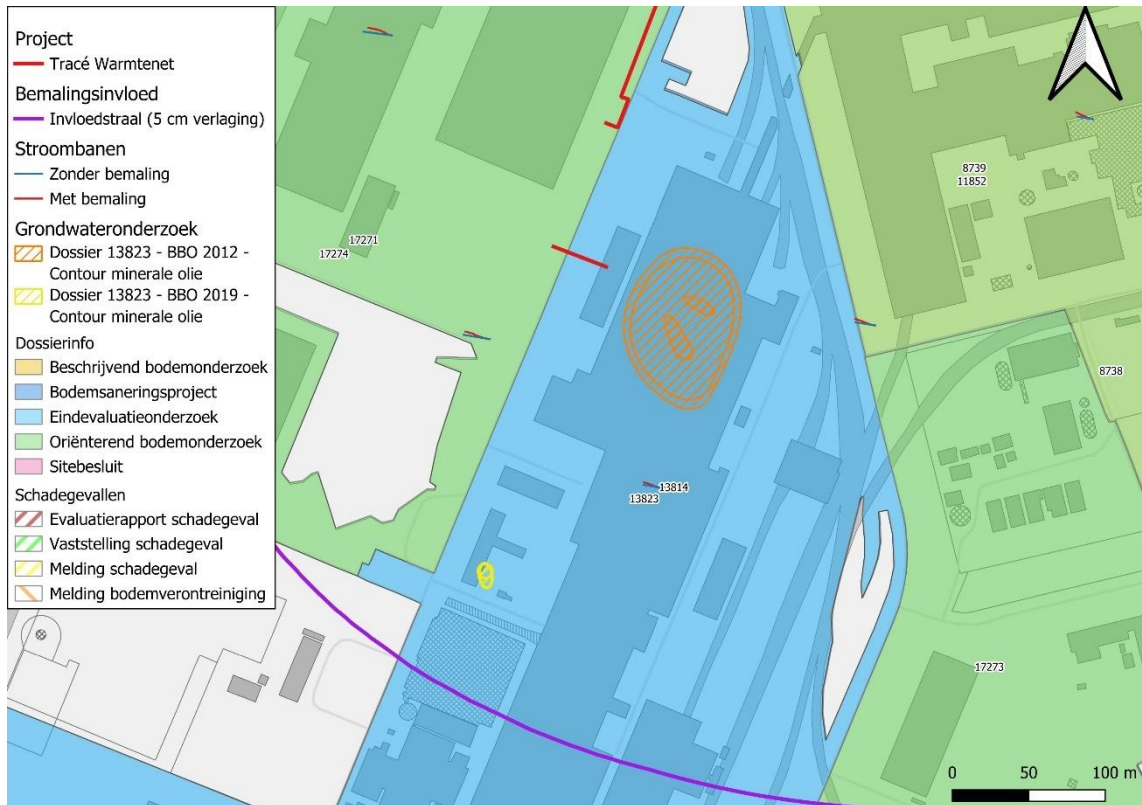 Project
Tracé Warmtenet
Bemalingsinvloed
Invloedstraal (5 cm verlaging)
Stroombanen
Zonder bemaling
Met bemaling
Grondwateronderzoek
Dossier 13823 - BBO 2012 -
Contour minerale olie
Dossier 13823 - BBO 2019 -
Contour minerale olie
Dossierinfo
Beschrijvend bodemonderzoek
Bodemsaneringsproject
Eindevaluatieonderzoek
Oriënterend bodemonderzoek
Sitebesluit
Schadegevallen
Evaluatierapport schadegeval
Vaststelling schadegeval
Melding schadegeval
Melding bodemverontreiniging
8739
11852
17271
17274
8738
13814
13823
17273
0 50 100 m